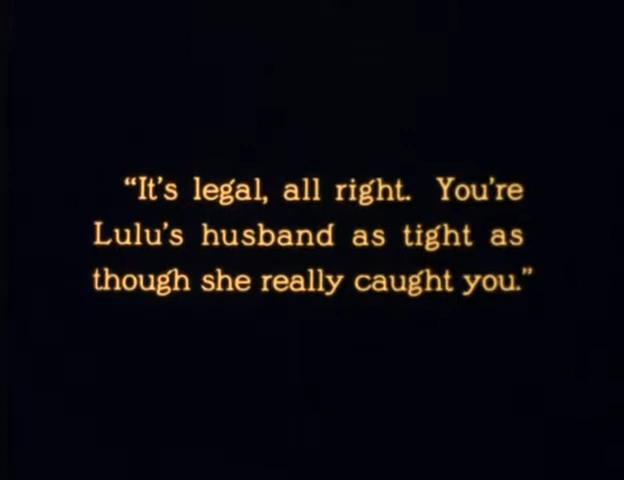 “It's legal, all right. You're
Lulu's husband as tight as
though she really caught you.”